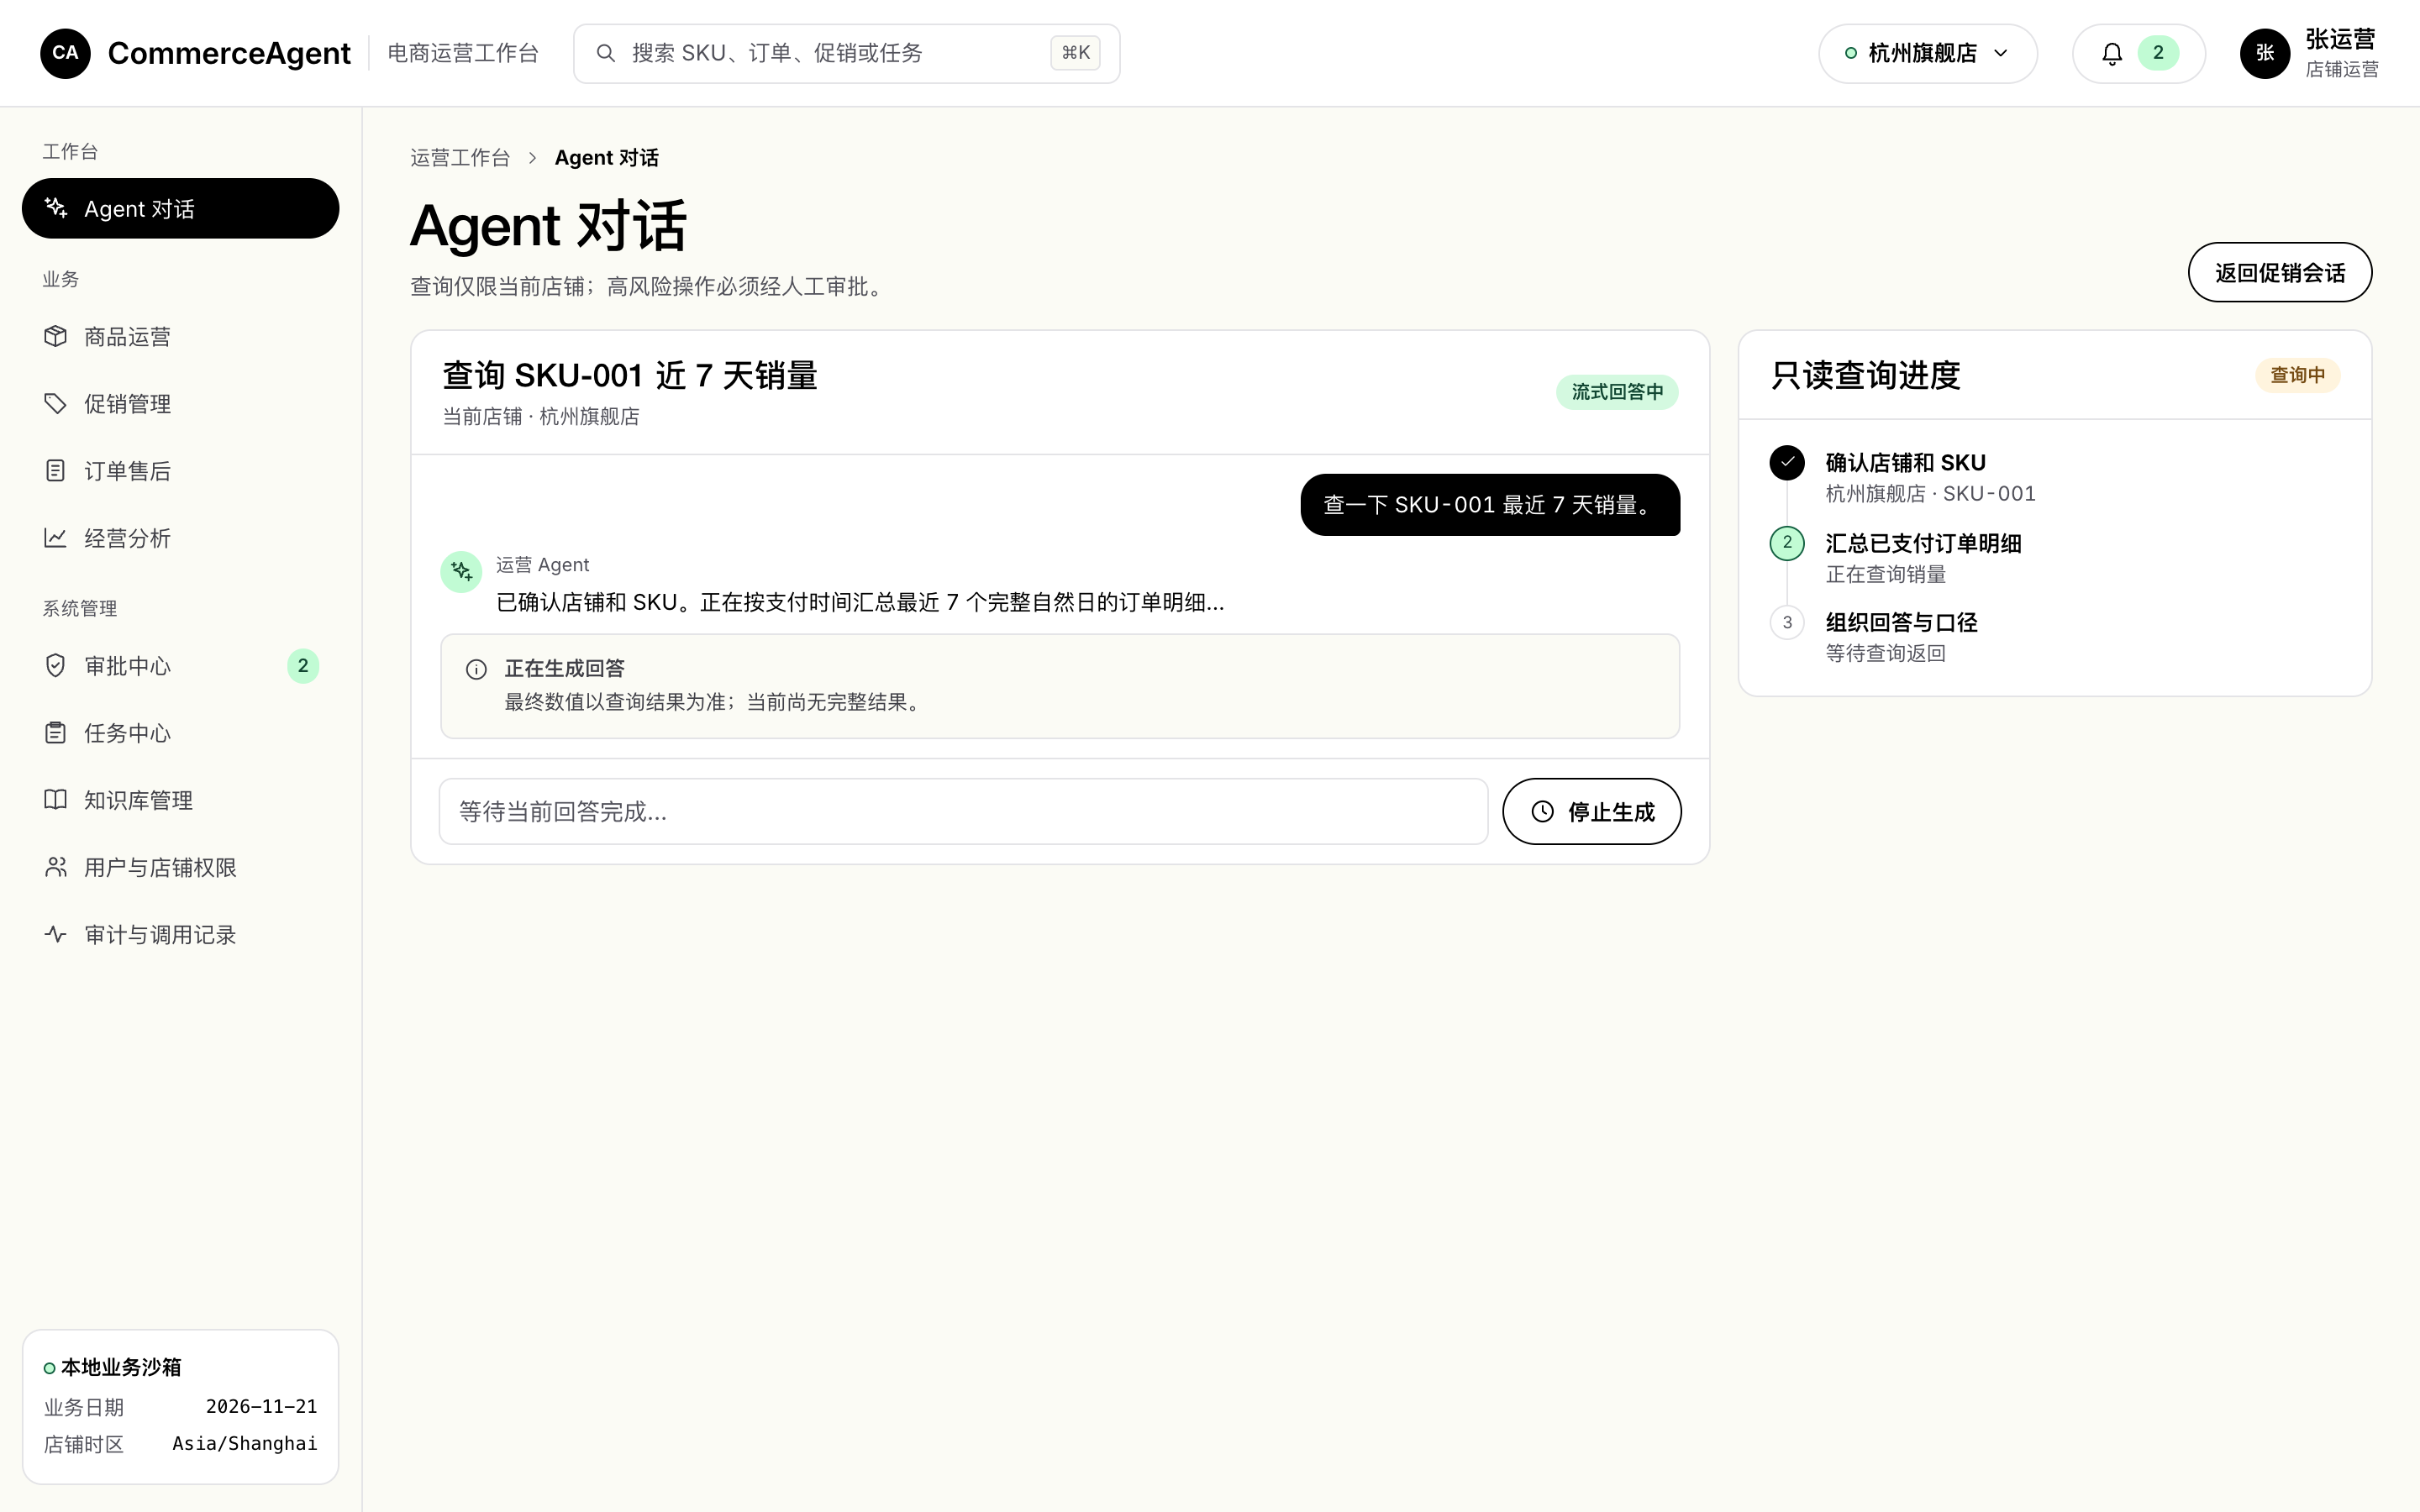 CA CommerceAgent 电商运营工作台 搜索 SKU、订单、促销或任务 ⌘K 杭州旗舰店 2 张 张运营
店铺运营
工作台
Agent 对话
业务
商品运营
促销管理
订单售后
经营分析
系统管理
审批中心 2
任务中心
知识库管理
用户与店铺权限
审计与调用记录
本地业务沙箱
业务日期 2026-11-21
店铺时区 Asia/Shanghai
运营工作台 > Agent 对话
Agent 对话
查询仅限当前店铺；高风险操作必须经人工审批。
返回促销会话
查询 SKU-001 近 7 天销量
当前店铺 · 杭州旗舰店
流式回答中
查一下 SKU-001 最近 7 天销量。
运营 Agent
已确认店铺和 SKU。正在按支付时间汇总最近 7 个完整自然日的订单明细...
正在生成回答
最终数值以查询结果为准；当前尚无完整结果。
等待当前回答完成...
停止生成
只读查询进度
查询中
确认店铺和 SKU
杭州旗舰店 · SKU-001
2 汇总已支付订单明细
正在查询销量
3 组织回答与口径
等待查询返回